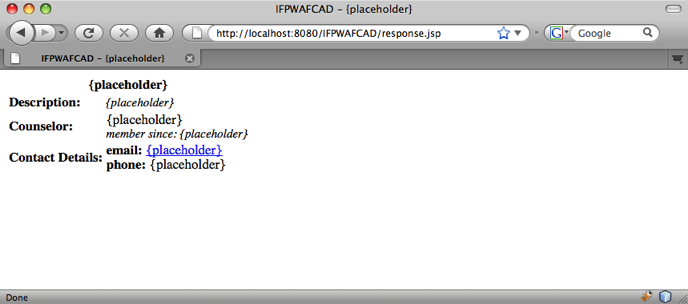 IFPWAFCAD – {placeholder}
http://localhost:8080/IFPWAFCAD/response.jsp
Google
IFPWAFCAD – {placeholder}
{placeholder}
Description: {placeholder}
Counselor: {placeholder}
member since: {placeholder}
Contact Details: email: {placeholder}
phone: {placeholder}
Done